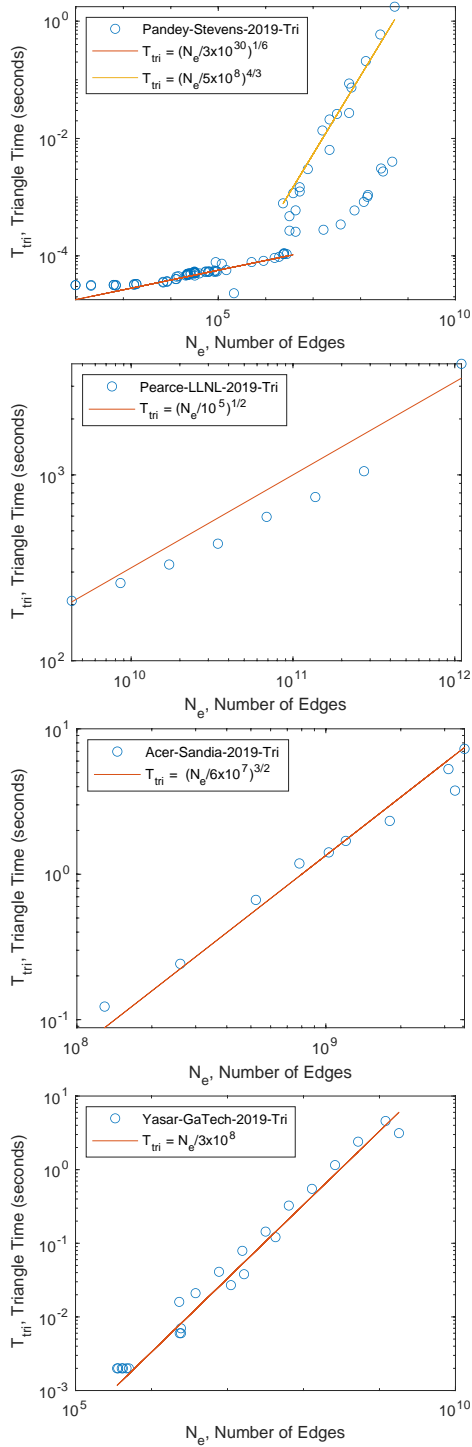 10^0
10^-2
10^-4
T_tri, Triangle Time (seconds)
Pandey-Stevens-2019-Tri
T_tri = (N_e/3x10^30)^1/6
T_tri = (N_e/5x10^8)^4/3
10^5
10^10
N_e, Number of Edges
10^3
10^2
T_tri, Triangle Time (seconds)
Pearce-LLNL-2019-Tri
T_tri = (N_e/10^5)^1/2
10^10
10^11
10^12
N_e, Number of Edges
10^1
10^0
10^-1
T_tri, Triangle Time (seconds)
Acer-Sandia-2019-Tri
T_tri = (N_e/6x10^7)^3/2
10^8
10^9
N_e, Number of Edges
10^1
10^0
10^-1
10^-2
10^-3
T_tri, Triangle Time (seconds)
Yasar-GaTech-2019-Tri
T_tri = N_e/3x10^8
10^5
10^10
N_e, Number of Edges